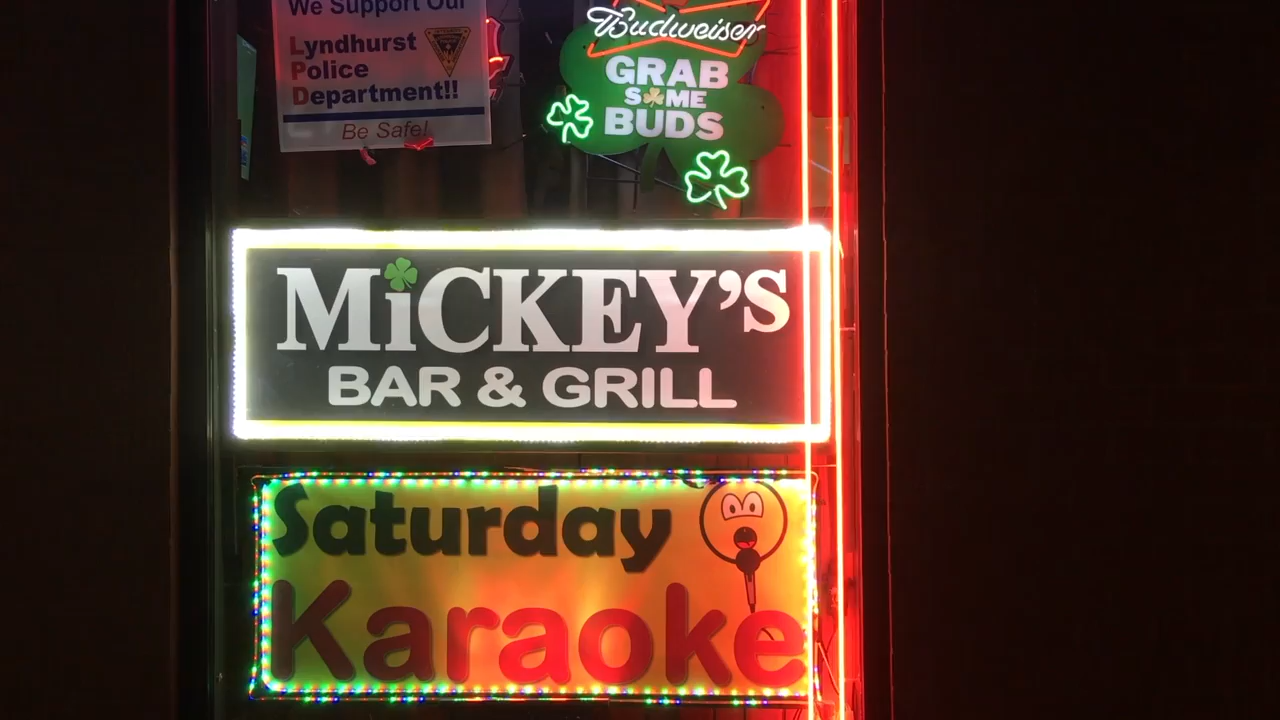 We Support Our
Lyndhurst
Police
Department!!
Be Safe!
Budweiser
GRAB
SOME
BUDS
MiCKEY'S
BAR & GRILL
Saturday
Karaoke